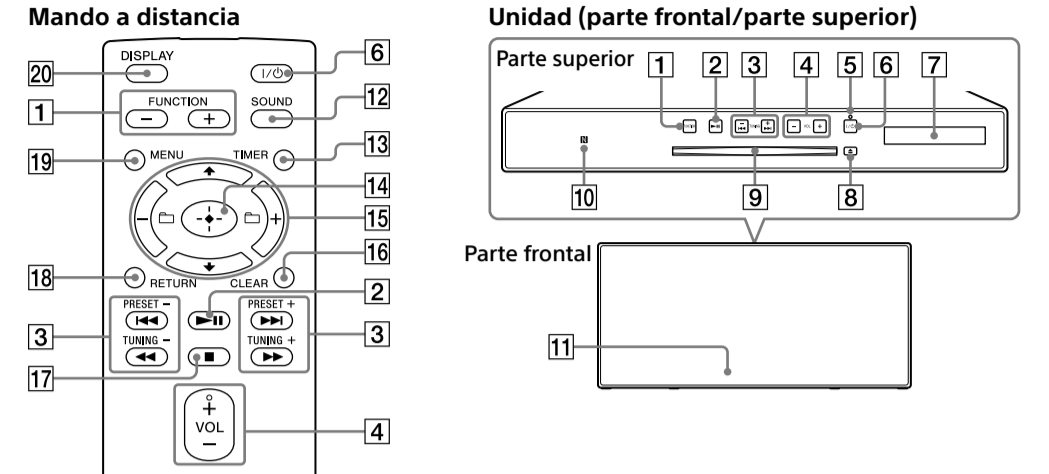 Mando a distancia
DISPLAY
I/⏻
6
20
FUNCTION
SOUND
1
− +
12
MENU
TIMER
19
13
14
− +
15
16
18
RETURN
CLEAR
2
PRESET −
PRESET +
3
TUNING −
TUNING +
3
17
+
VOL
−
4
Unidad (parte frontal/parte superior)
Parte superior
1 2 3 4 5 6 7
− TUNING +
− VOL +
N
10 9 8
Parte frontal
11